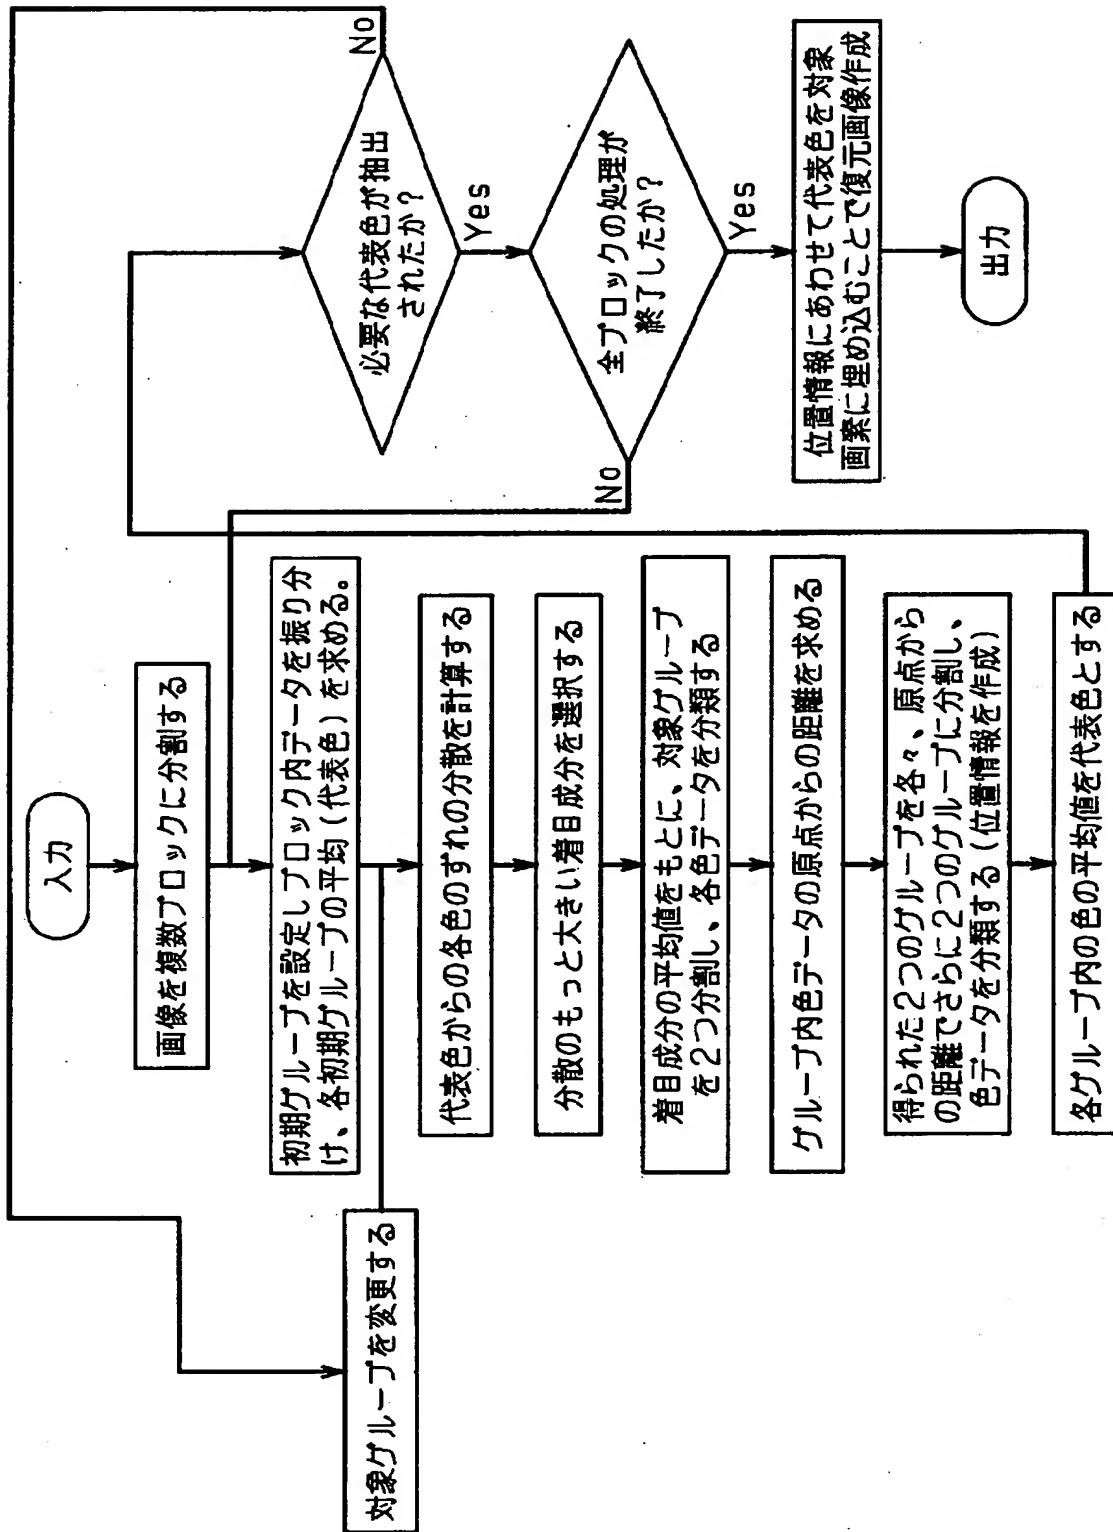 入力
画像を複数ブロックに分割する
初期グループを設定しブロック内データを振り分
け、各初期グループの平均(代表色)を求める。
対象グループを変更する
代表色からの各色のずれの分散を計算する
分散のもっと大きい着目成分を選択する
着目成分の平均値をもとに、対象グループ
を2つ分割し、各色データを分類する
グループ内色データの原点からの距離を求める
得られた2つのグループを各々、原点から
の距離でさらに2つのグループに分割し、
色データを分類する(位置情報を作成)
各グループ内の色の平均値を代表色とする
必要な代表色が抽出
されたか?
No
Yes
全ブロックの処理が
終了したか?
No
Yes
位置情報にあわせて代表色を対象
画素に埋め込むことで復元画像作成
出力